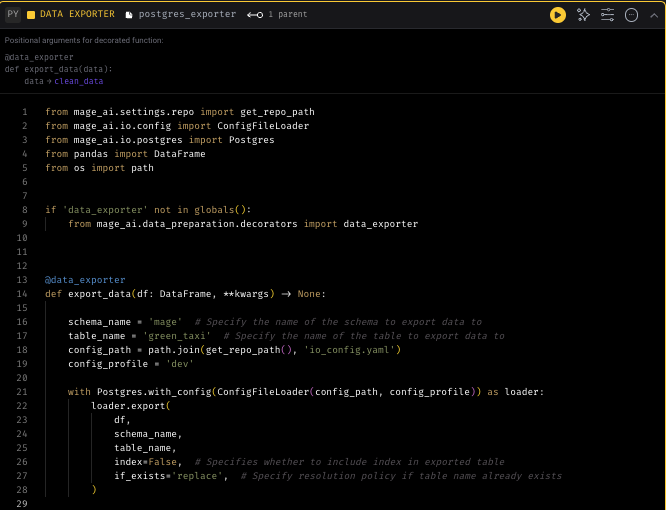 PY DATA EXPORTER postgres_exporter 1 parent
Positional arguments for decorated function:
@data_exporter
def export_data(data):
    data → clean_data
1 from mage_ai.settings.repo import get_repo_path
2 from mage_ai.io.config import ConfigFileLoader
3 from mage_ai.io.postgres import Postgres
4 from pandas import DataFrame
5 from os import path
6
7
8 if 'data_exporter' not in globals():
9     from mage_ai.data_preparation.decorators import data_exporter
10
11
12
13 @data_exporter
14 def export_data(df: DataFrame, **kwargs) -> None:
15
16     schema_name = 'mage'  # Specify the name of the schema to export data to
17     table_name = 'green_taxi'  # Specify the name of the table to export data to
18     config_path = path.join(get_repo_path(), 'io_config.yaml')
19     config_profile = 'dev'
20
21     with Postgres.with_config(ConfigFileLoader(config_path, config_profile)) as loader:
22         loader.export(
23             df,
24             schema_name,
25             table_name,
26             index=False,  # Specifies whether to include index in exported table
27             if_exists='replace',  # Specify resolution policy if table name already exists
28         )
29